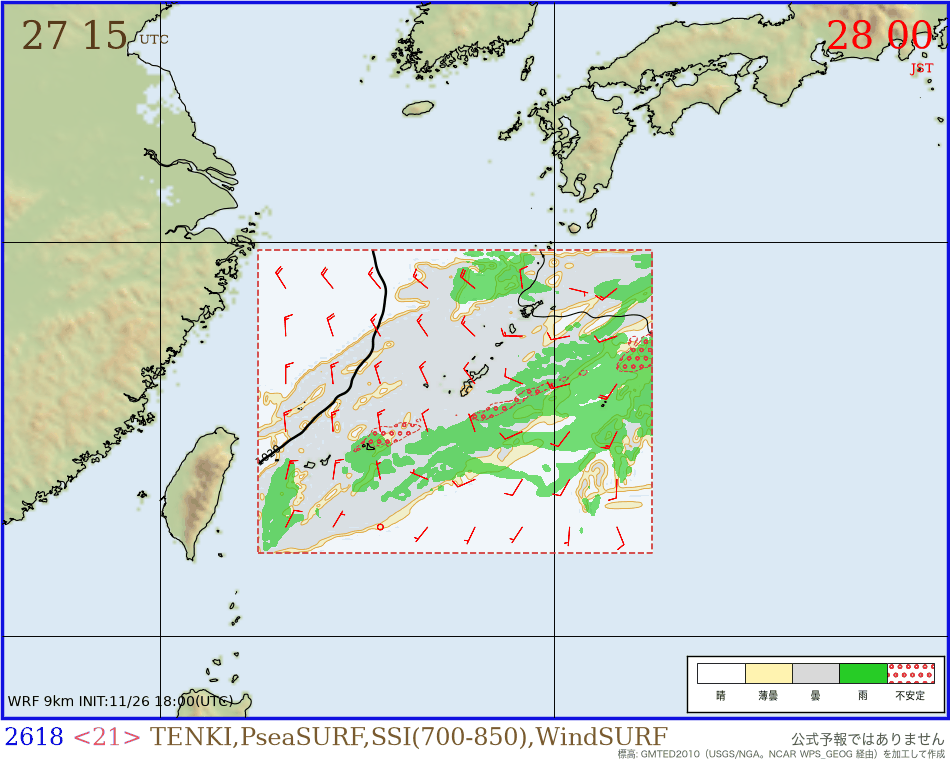 27 15 UTC
28 00
JST
WRF 9km INIT:11/26 18:00(UTC)
晴 薄曇 曇 雨 不安定
2618 <21> TENKI,PseaSURF,SSI(700-850),WindSURF
公式予報ではありません
標高: GMTED2010（USGS/NGA。NCAR WPS_GEOG 経由）を加工して作成